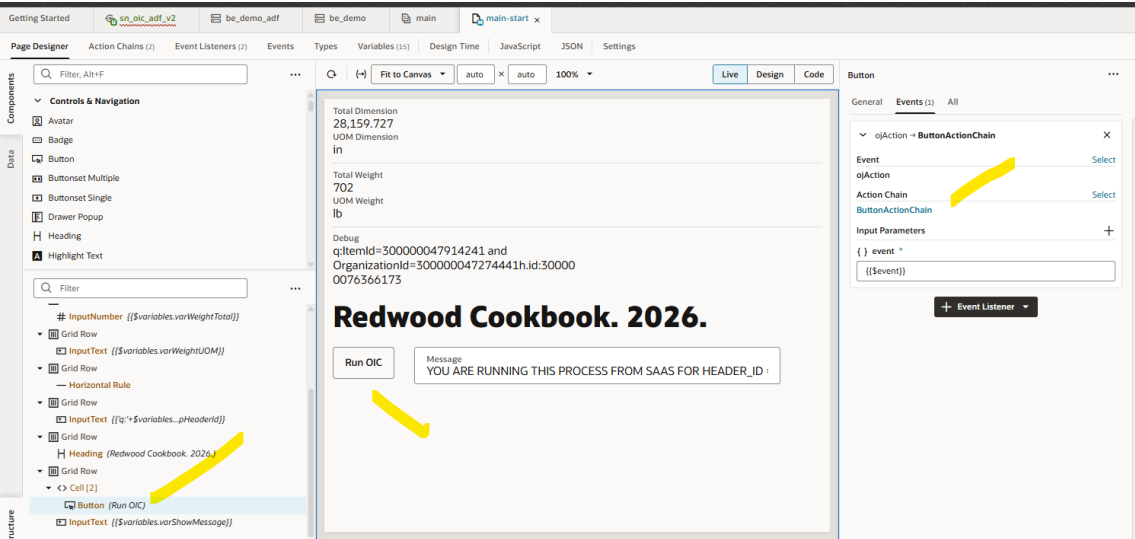 Getting Started sn_oic_adf_v2 be_demo_adf be_demo main main-start ×
Page Designer Action Chains (2) Event Listeners (2) Events Types Variables (15) Design Time JavaScript JSON Settings
Components
Data
Filter, Alt+F ...
Controls & Navigation
Avatar
Badge
Button
Buttonset Multiple
Buttonset Single
Drawer Popup
Heading
Highlight Text
Filter ...
InputNumber [[$variables.varWeightTotal]]
Grid Row
InputText [[$variables.varWeightUOM]]
Grid Row
Horizontal Rule
Grid Row
InputText [['q:'+$variables...pHeaderId]]
Grid Row
Heading (Redwood Cookbook. 2026.)
Grid Row
<> Cell [2]
Button (Run OIC)
InputText [[$variables.varShowMessage]]
Fit to Canvas auto × auto 100% Live Design Code
Total Dimension
28,159.727
UOM Dimension
in
Total Weight
702
UOM Weight
lb
Debug
q:ItemId=300000047914241 and
OrganizationId=300000047274441h.id:30000
0076366173
Redwood Cookbook. 2026.
Run OIC
Message
YOU ARE RUNNING THIS PROCESS FROM SAAS FOR HEADER_ID
Button ...
General Events (1) All
ojAction → ButtonActionChain ×
Event Select
ojAction
Action Chain Select
ButtonActionChain
Input Parameters +
{ } event *
[[$event]]
+ Event Listener